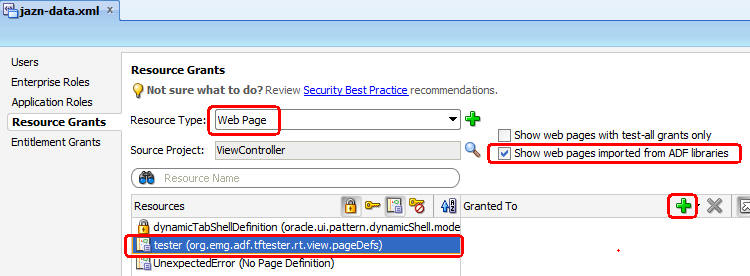 jazn-data.xml
Users
Enterprise Roles
Application Roles
Resource Grants
Entitlement Grants
Resource Grants
Not sure what to do? Review Security Best Practice recommendations.
Resource Type: Web Page
Show web pages with test-all grants only
Source Project: ViewController
Show web pages imported from ADF libraries
Resource Name
Resources Granted To
dynamicTabShellDefinition (oracle.ui.pattern.dynamicShell.mode
tester (org.emg.adf.tftester.rt.view.pageDefs)
UnexpectedError (No Page Definition)